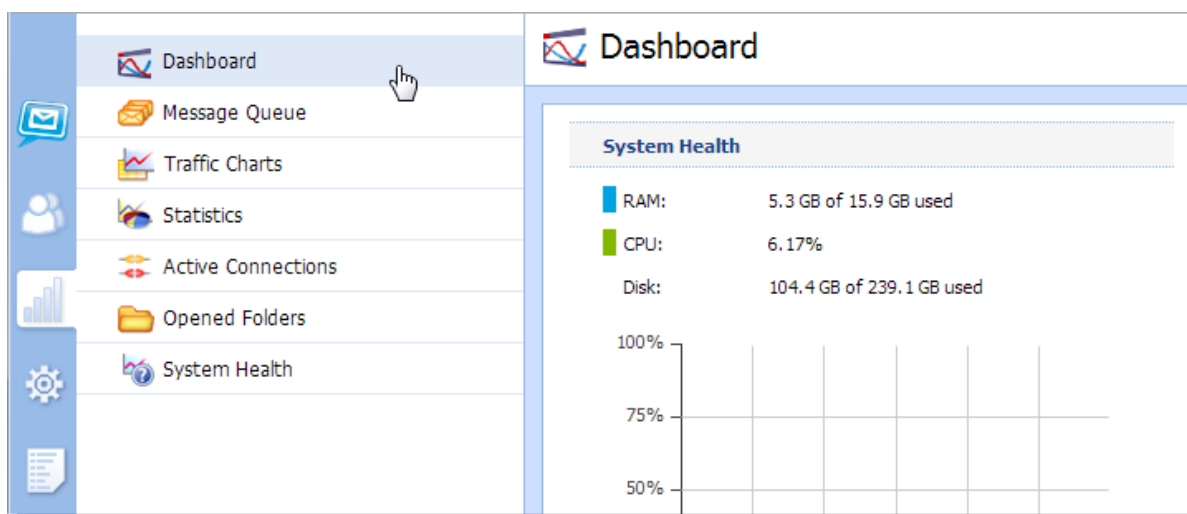 Dashboard
Message Queue
Traffic Charts
Statistics
Active Connections
Opened Folders
System Health
Dashboard
System Health
RAM: 5.3 GB of 15.9 GB used
CPU: 6.17%
Disk: 104.4 GB of 239.1 GB used
100%
75%
50%